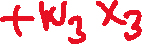 + w₃ x₃